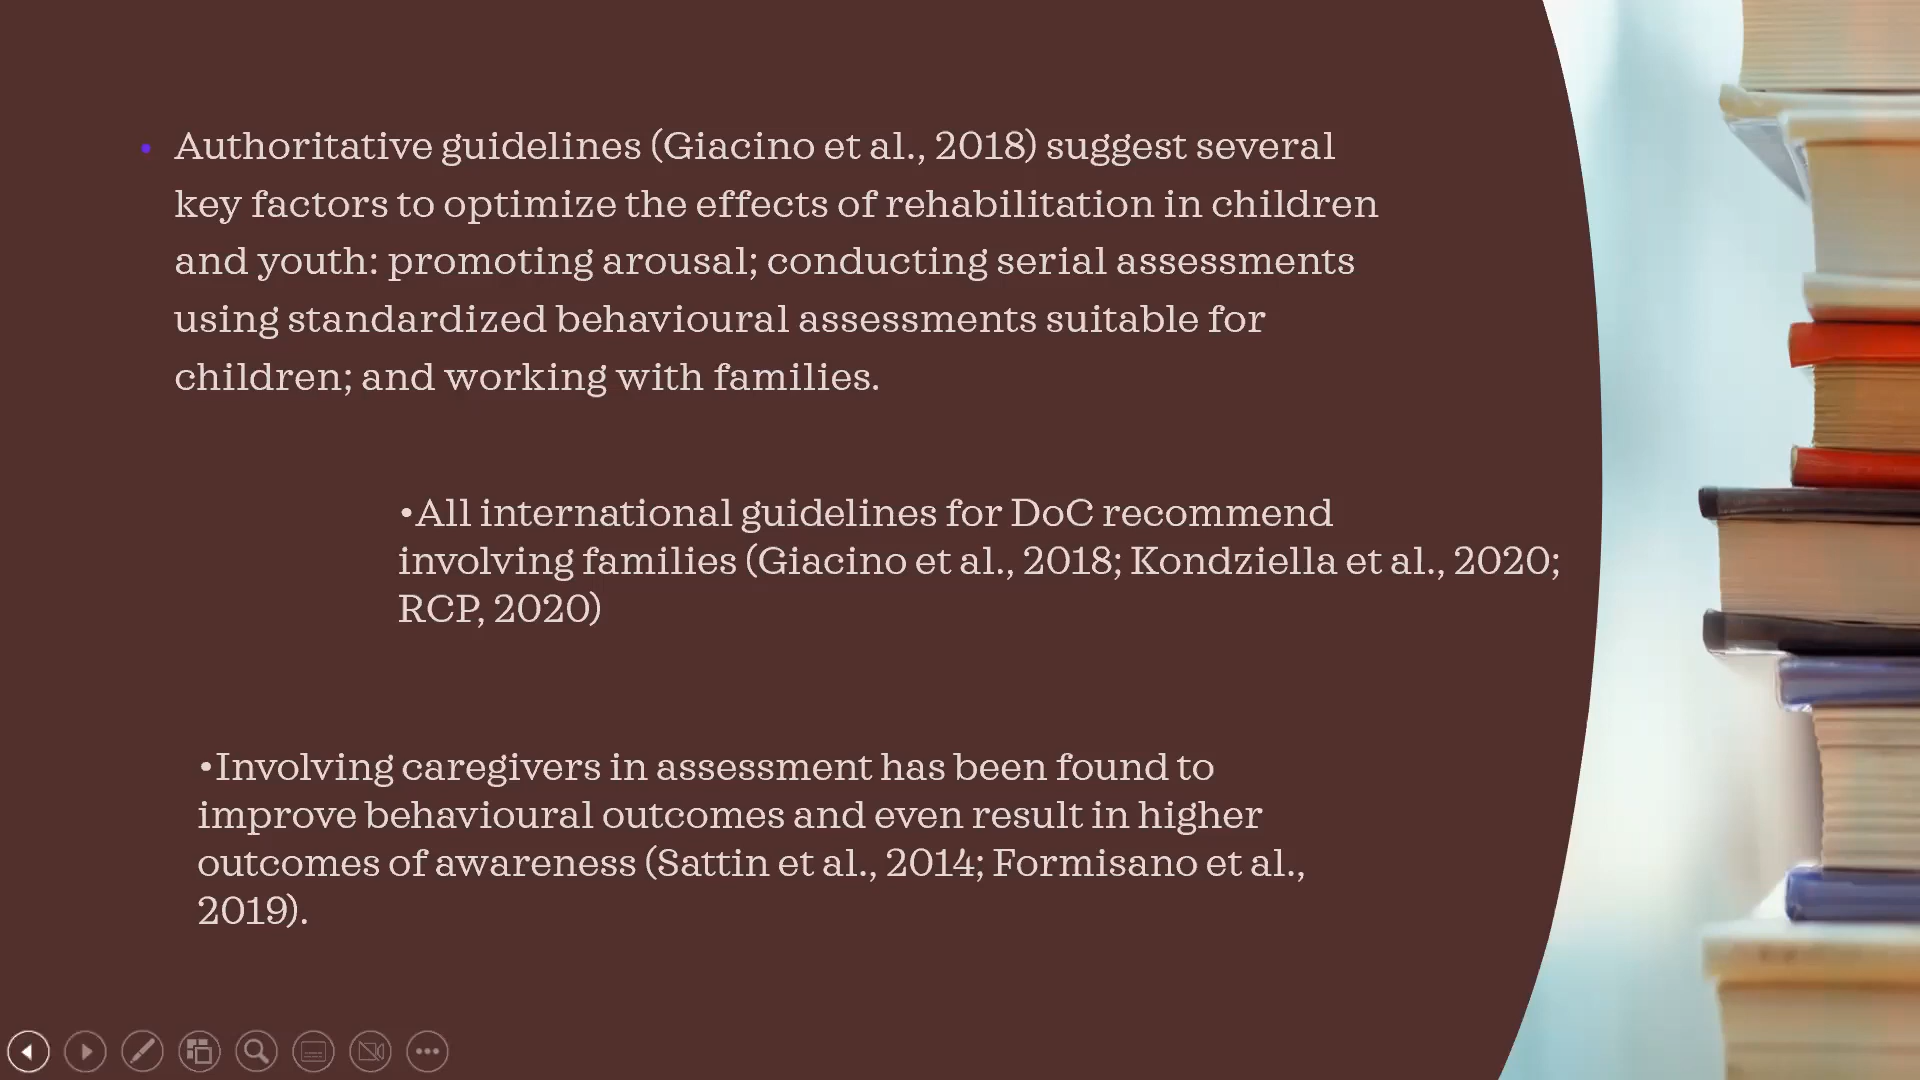 • Authoritative guidelines (Giacino et al., 2018) suggest several
key factors to optimize the effects of rehabilitation in children
and youth: promoting arousal; conducting serial assessments
using standardized behavioural assessments suitable for
children; and working with families.
•All international guidelines for DoC recommend
involving families (Giacino et al., 2018; Kondziella et al., 2020;
RCP, 2020)
•Involving caregivers in assessment has been found to
improve behavioural outcomes and even result in higher
outcomes of awareness (Sattin et al., 2014; Formisano et al.,
2019).